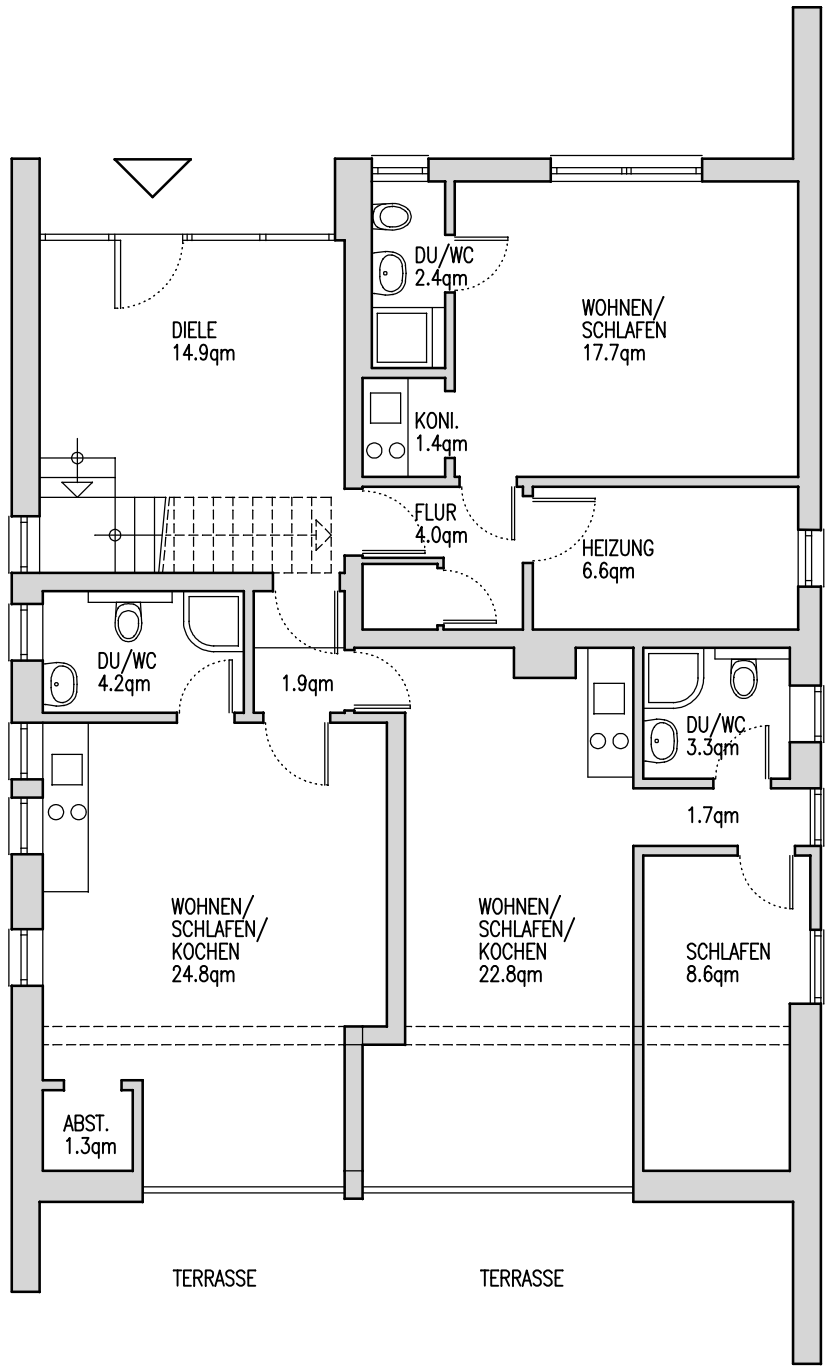 DU/WC
2.4qm
WOHNEN/
SCHLAFEN
17.7qm
DIELE
14.9qm
KONI.
1.4qm
FLUR
4.0qm
HEIZUNG
6.6qm
DU/WC
4.2qm
1.9qm
DU/WC
3.3qm
1.7qm
WOHNEN/
SCHLAFEN/
KOCHEN
24.8qm
WOHNEN/
SCHLAFEN/
KOCHEN
22.8qm
SCHLAFEN
8.6qm
ABST.
1.3qm
TERRASSE
TERRASSE